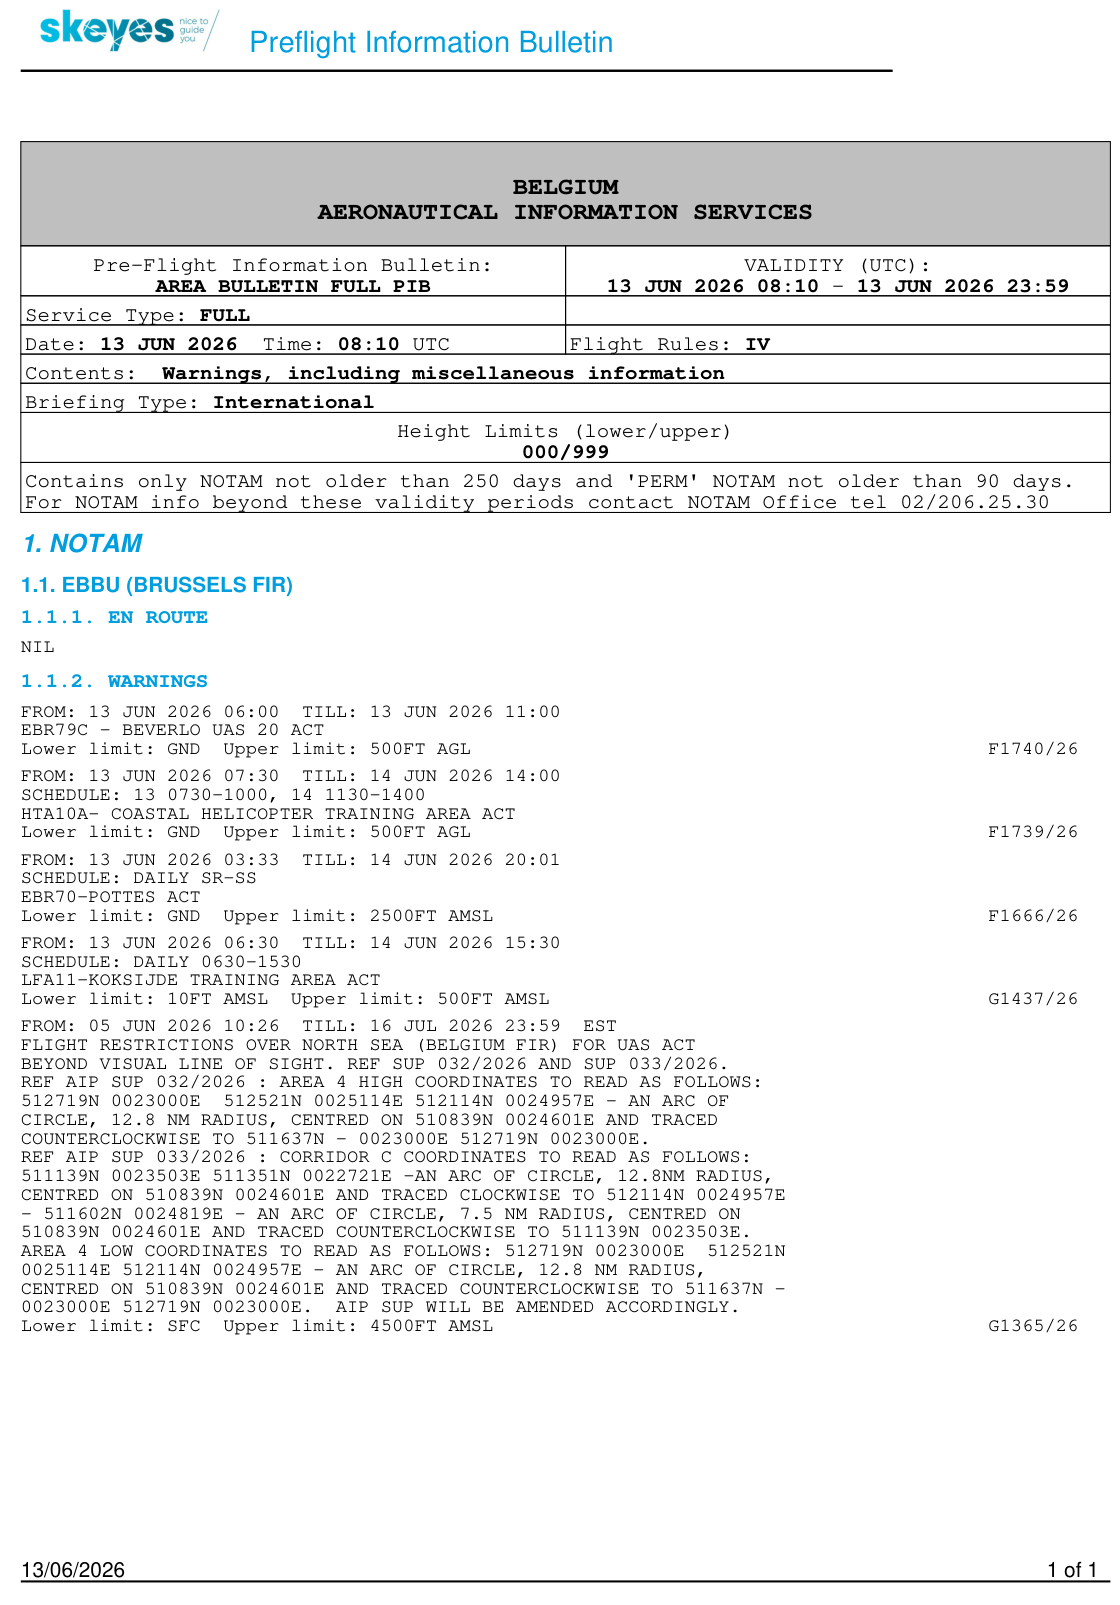 skeyes nice to guide you
Preflight Information Bulletin
BELGIUM
AERONAUTICAL INFORMATION SERVICES
Pre-Flight Information Bulletin:
AREA BULLETIN FULL PIB
VALIDITY (UTC):
13 JUN 2026 08:10 - 13 JUN 2026 23:59
Service Type: FULL
Date: 13 JUN 2026  Time: 08:10 UTC
Flight Rules: IV
Contents:  Warnings, including miscellaneous information
Briefing Type: International
Height Limits (lower/upper)
000/999
Contains only NOTAM not older than 250 days and 'PERM' NOTAM not older than 90 days.
For NOTAM info beyond these validity periods contact NOTAM Office tel 02/206.25.30
1. NOTAM
1.1. EBBU (BRUSSELS FIR)
1.1.1. EN ROUTE
NIL
1.1.2. WARNINGS
FROM: 13 JUN 2026 06:00  TILL: 13 JUN 2026 11:00
EBR79C - BEVERLO UAS 20 ACT
Lower limit: GND  Upper limit: 500FT AGL F1740/26
FROM: 13 JUN 2026 07:30  TILL: 14 JUN 2026 14:00
SCHEDULE: 13 0730-1000, 14 1130-1400
HTA10A- COASTAL HELICOPTER TRAINING AREA ACT
Lower limit: GND  Upper limit: 500FT AGL F1739/26
FROM: 13 JUN 2026 03:33  TILL: 14 JUN 2026 20:01
SCHEDULE: DAILY SR-SS
EBR70-POTTES ACT
Lower limit: GND  Upper limit: 2500FT AMSL F1666/26
FROM: 13 JUN 2026 06:30  TILL: 14 JUN 2026 15:30
SCHEDULE: DAILY 0630-1530
LFA11-KOKSIJDE TRAINING AREA ACT
Lower limit: 10FT AMSL  Upper limit: 500FT AMSL G1437/26
FROM: 05 JUN 2026 10:26  TILL: 16 JUL 2026 23:59  EST
FLIGHT RESTRICTIONS OVER NORTH SEA (BELGIUM FIR) FOR UAS ACT
BEYOND VISUAL LINE OF SIGHT. REF SUP 032/2026 AND SUP 033/2026.
REF AIP SUP 032/2026 : AREA 4 HIGH COORDINATES TO READ AS FOLLOWS:
512719N 0023000E  512521N 0025114E 512114N 0024957E - AN ARC OF
CIRCLE, 12.8 NM RADIUS, CENTRED ON 510839N 0024601E AND TRACED
COUNTERCLOCKWISE TO 511637N - 0023000E 512719N 0023000E.
REF AIP SUP 033/2026 : CORRIDOR C COORDINATES TO READ AS FOLLOWS:
511139N 0023503E 511351N 0022721E -AN ARC OF CIRCLE, 12.8NM RADIUS,
CENTRED ON 510839N 0024601E AND TRACED CLOCKWISE TO 512114N 0024957E
- 511602N 0024819E - AN ARC OF CIRCLE, 7.5 NM RADIUS, CENTRED ON
510839N 0024601E AND TRACED COUNTERCLOCKWISE TO 511139N 0023503E.
AREA 4 LOW COORDINATES TO READ AS FOLLOWS: 512719N 0023000E  512521N
0025114E 512114N 0024957E - AN ARC OF CIRCLE, 12.8 NM RADIUS,
CENTRED ON 510839N 0024601E AND TRACED COUNTERCLOCKWISE TO 511637N -
0023000E 512719N 0023000E.  AIP SUP WILL BE AMENDED ACCORDINGLY.
Lower limit: SFC  Upper limit: 4500FT AMSL G1365/26
13/06/2026 1 of 1